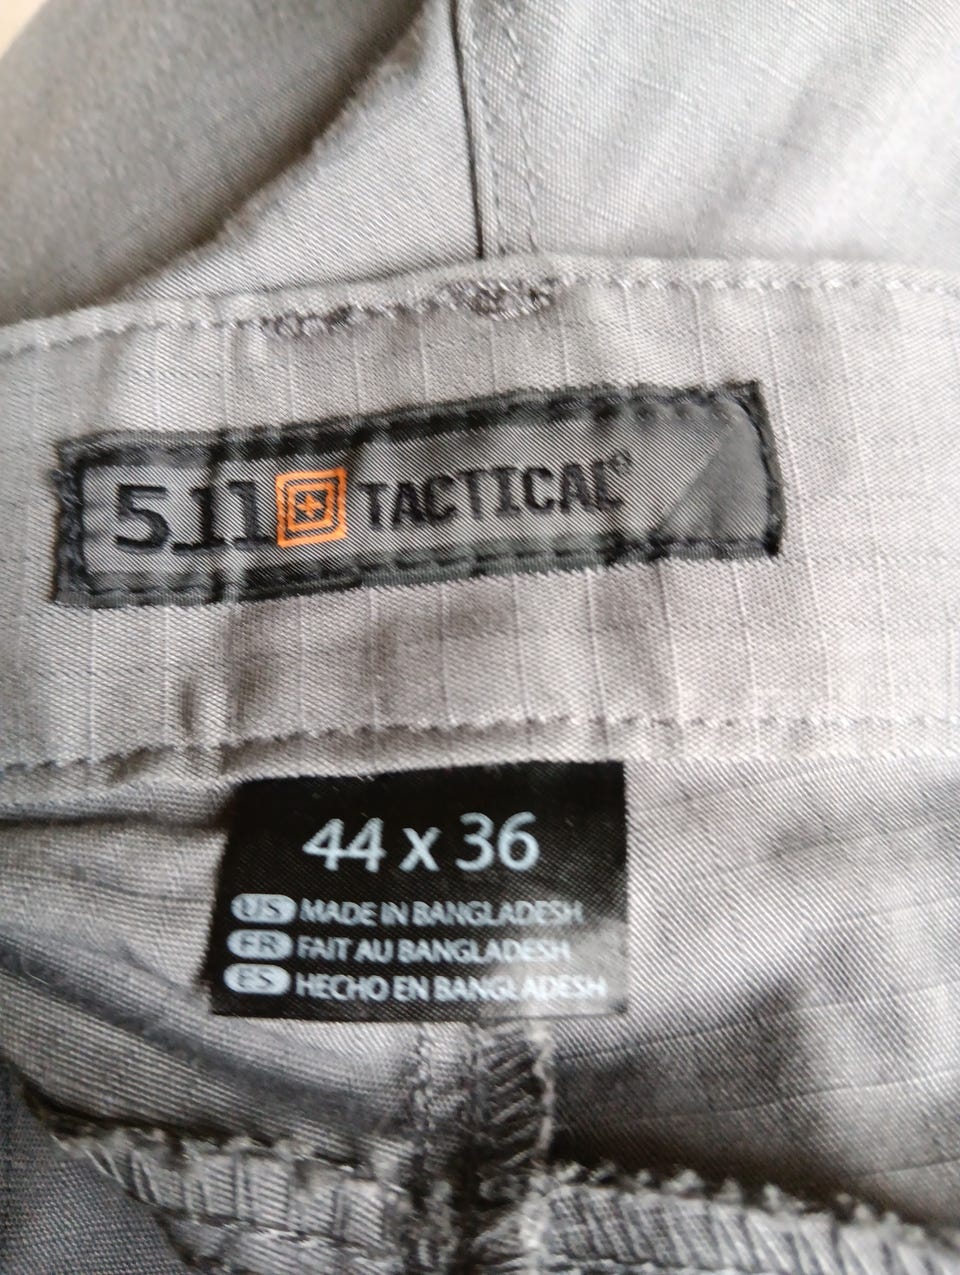 5.11 TACTICAL®
44 x 36
US MADE IN BANGLADESH
FR FAIT AU BANGLADESH
ES HECHO EN BANGLADESH